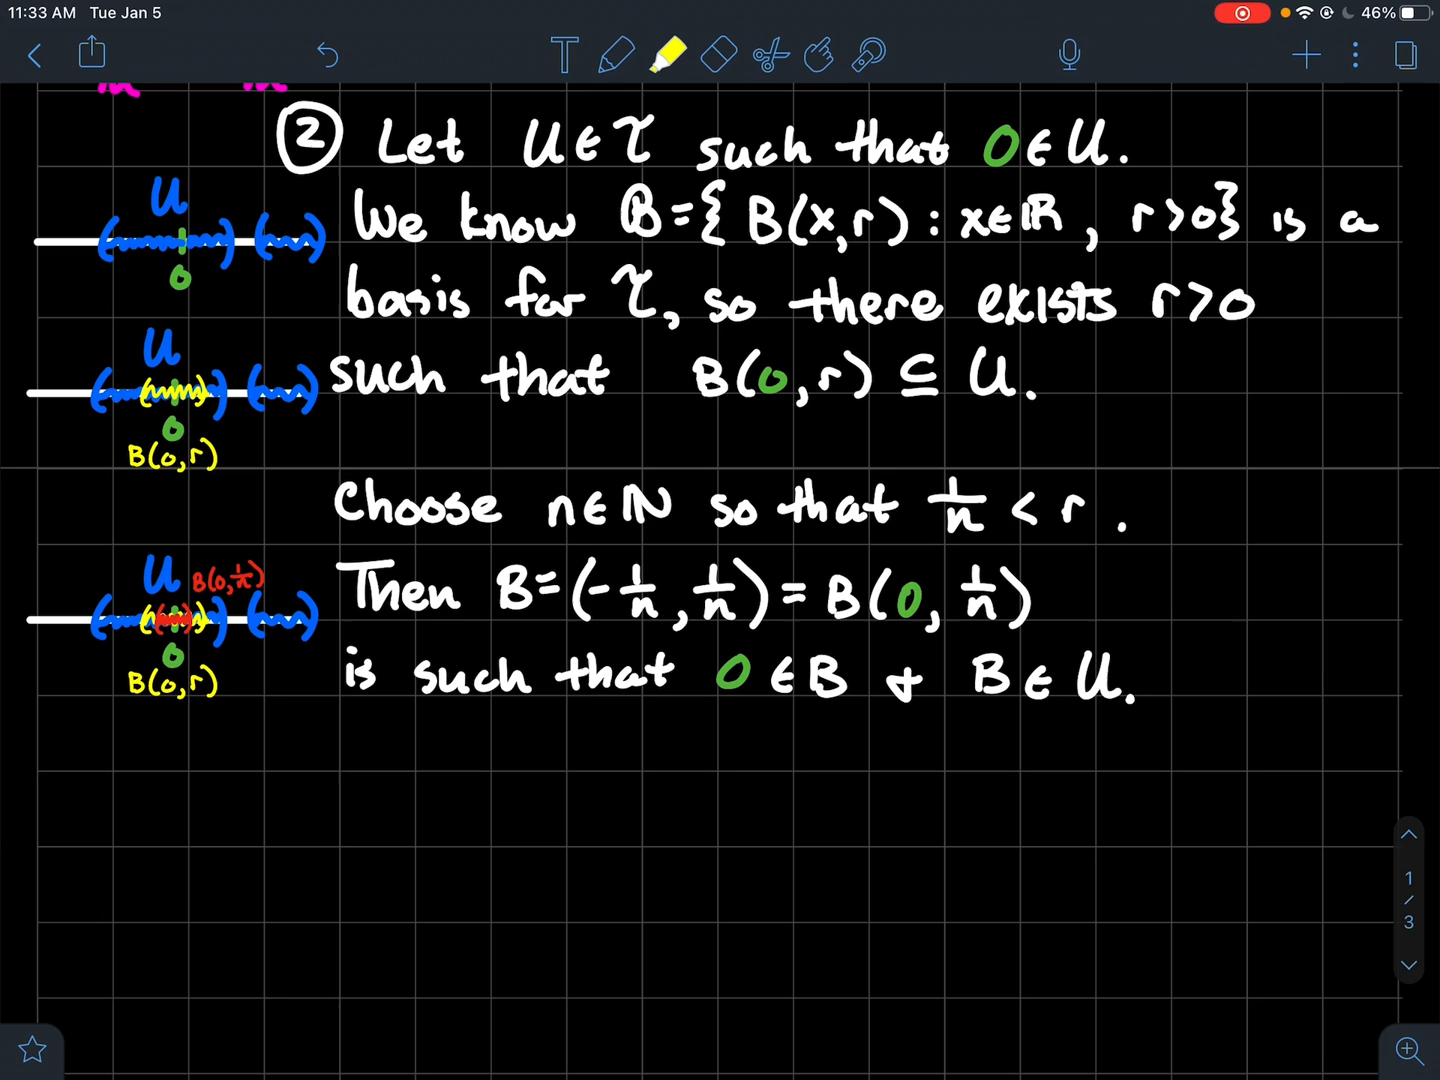 11:33 AM Tue Jan 5
46%
T
② Let U ∈ 𝒯 such that 0 ∈ U.
We know ℬ = { B(x,r) : x ∈ ℝ, r > 0 } is a
basis for 𝒯, so there exists r > 0
such that B(0,r) ⊆ U.
U
0
U
0
B(0,r)
Choose n ∈ ℕ so that 1/n < r.
Then B = (-1/n, 1/n) = B(0, 1/n)
is such that 0 ∈ B + B ∈ U.
U B(0,1/n)
0
B(0,r)
1
/
3